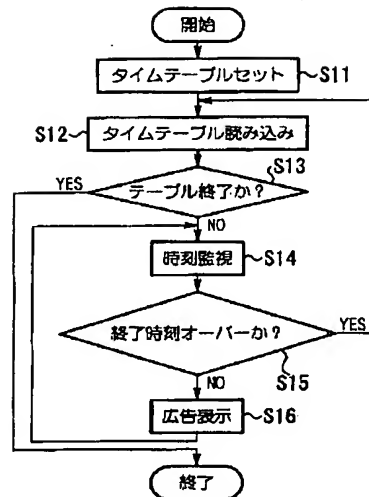 開始
タイムテーブルセット ~S11
S12~ タイムテーブル読み込み
S13
YES テーブル終了か?
NO
時刻監視 ~S14
終了時刻オーバーか? YES
S15
NO
広告表示 ~S16
終了